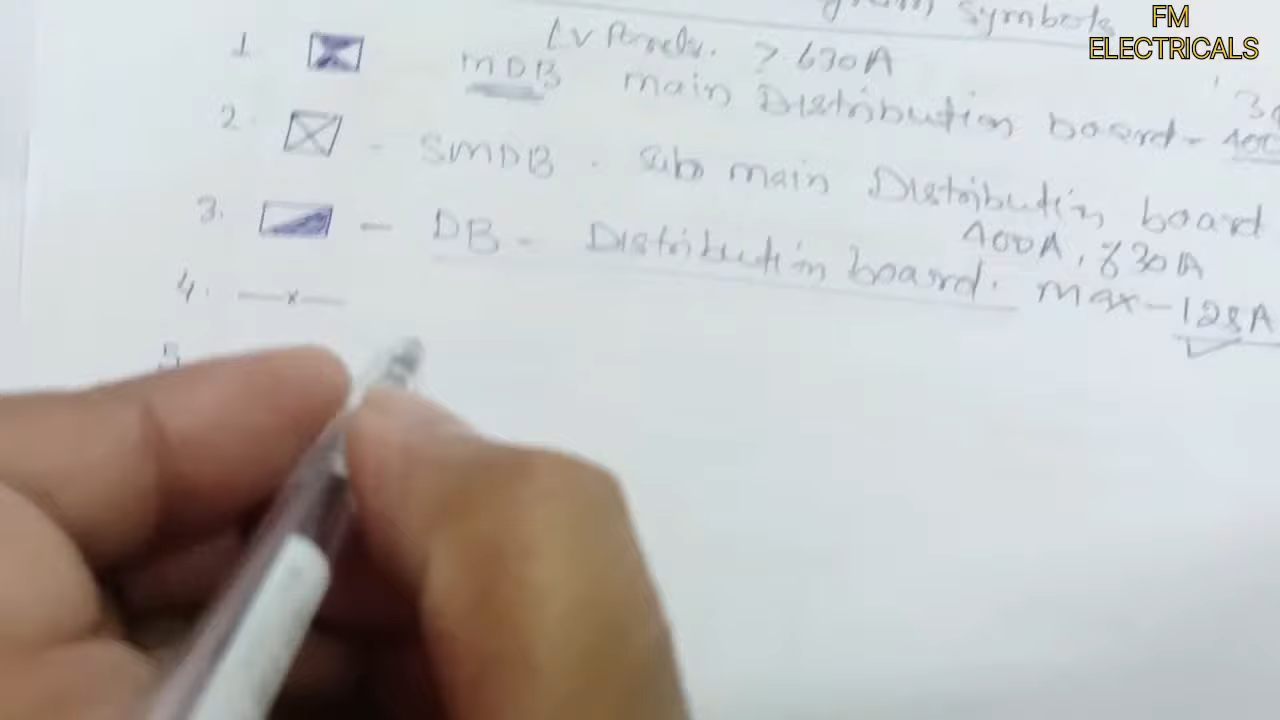 FM
ELECTRICALS
Symbols
LV Panels. > 630A
1. MDB main Distribution board -
2. - SMDB - Sub main Distribution board
400A, 630A
3. - DB - Distribution board. Max - 128A
4. —x—
5.